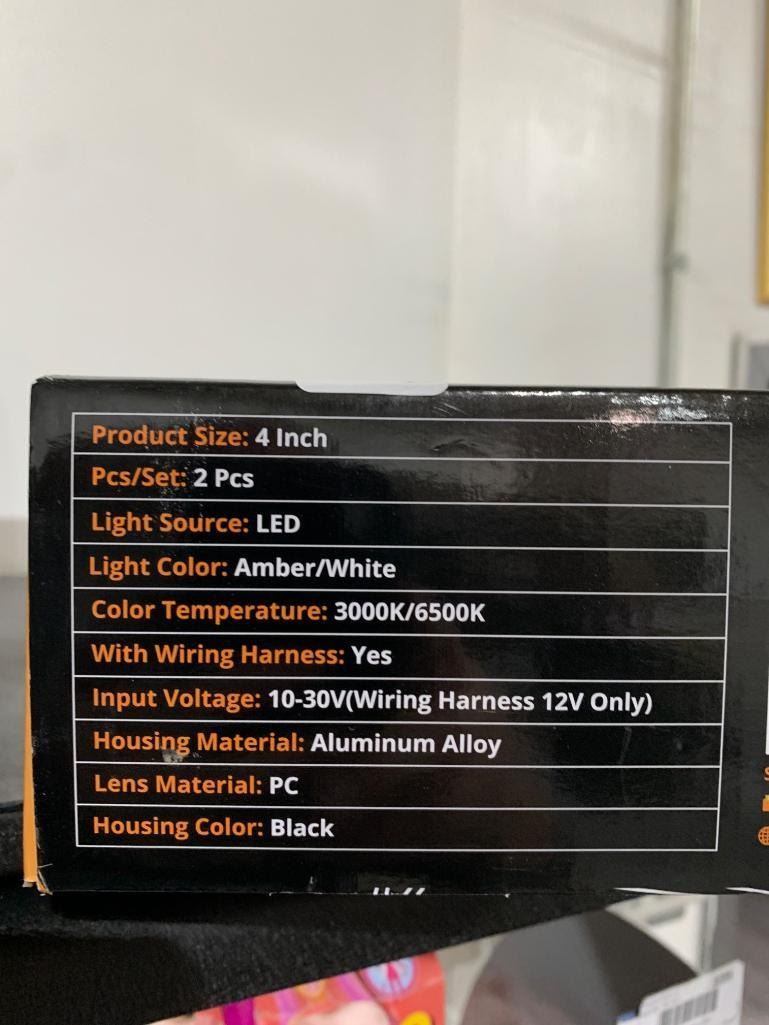 Product Size: 4 Inch
Pcs/Set: 2 Pcs
Light Source: LED
Light Color: Amber/White
Color Temperature: 3000K/6500K
With Wiring Harness: Yes
Input Voltage: 10-30V(Wiring Harness 12V Only)
Housing Material: Aluminum Alloy
Lens Material: PC
Housing Color: Black